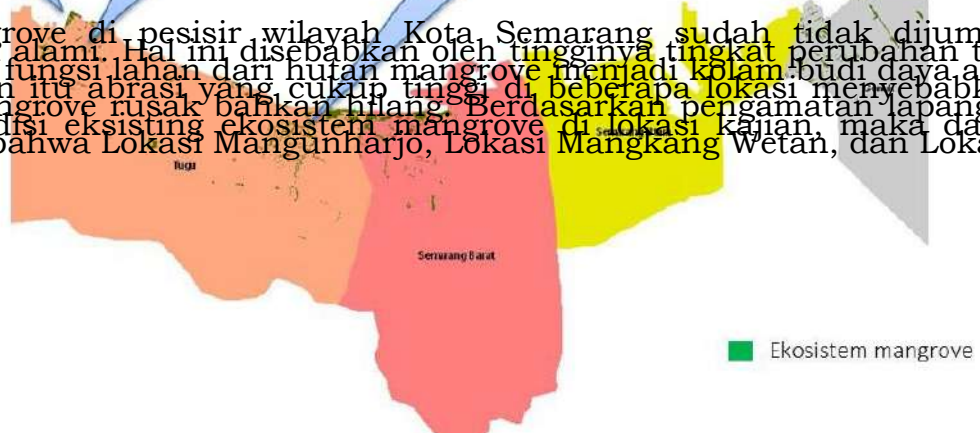 grove di pesisir wilayah Kota Semarang sudah tidak dijum
alami. Hal ini disebabkan oleh tingginya tingkat perubahan
fungsi lahan dari hutan mangrove menjadi kolam budi daya
n itu abrasi yang cukup tinggi di beberapa lokasi menyebabk
ngrove rusak bahkan hilang. Berdasarkan pengamatan lapang
disi eksisting ekosistem mangrove di lokasi kajian, maka da
bahwa Lokasi Mangunharjo, Lokasi Mangkang Wetan, dan Loka
Tugu
Semarang Barat
Ekosistem mangrove